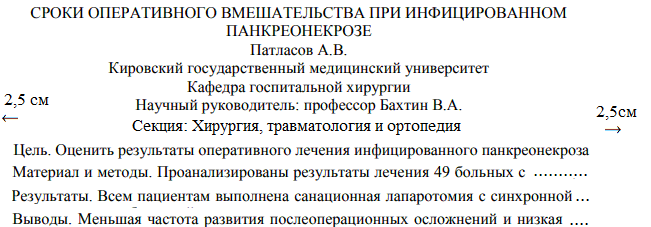 СРОКИ ОПЕРАТИВНОГО ВМЕШАТЕЛЬСТВА ПРИ ИНФИЦИРОВАННОМ
ПАНКРЕОНЕКРОЗЕ
Патласов А.В.
Кировский государственный медицинский университет
Кафедра госпитальной хирургии
Научный руководитель: профессор Бахтин В.А.
Секция: Хирургия, травматология и ортопедия
2,5 см
2,5см
Цель. Оценить результаты оперативного лечения инфицированного панкреонекроза
Материал и методы. Проанализированы результаты лечения 49 больных с ...........
Результаты. Всем пациентам выполнена санационная лапаротомия с синхронной ...
Выводы. Меньшая частота развития послеоперационных осложнений и низкая ....